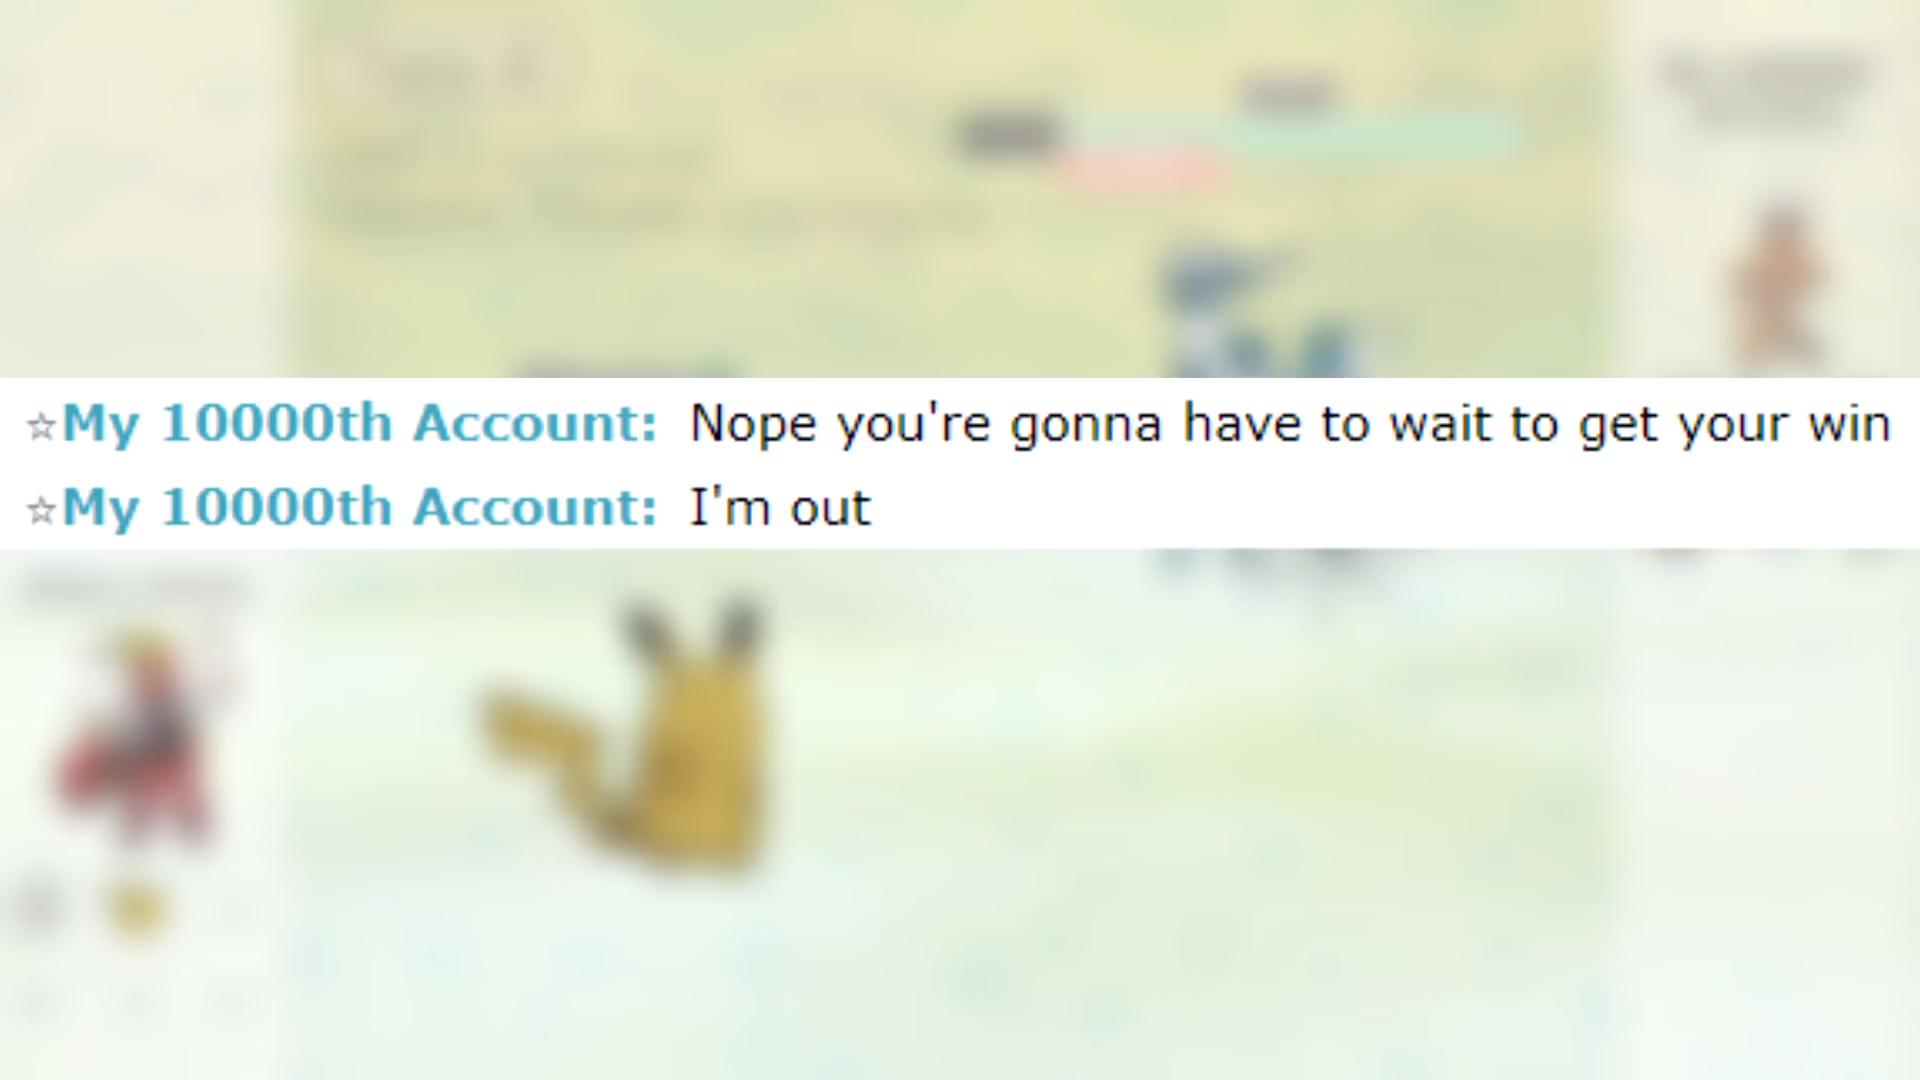 ☆My 10000th Account: Nope you're gonna have to wait to get your win
☆My 10000th Account: I'm out